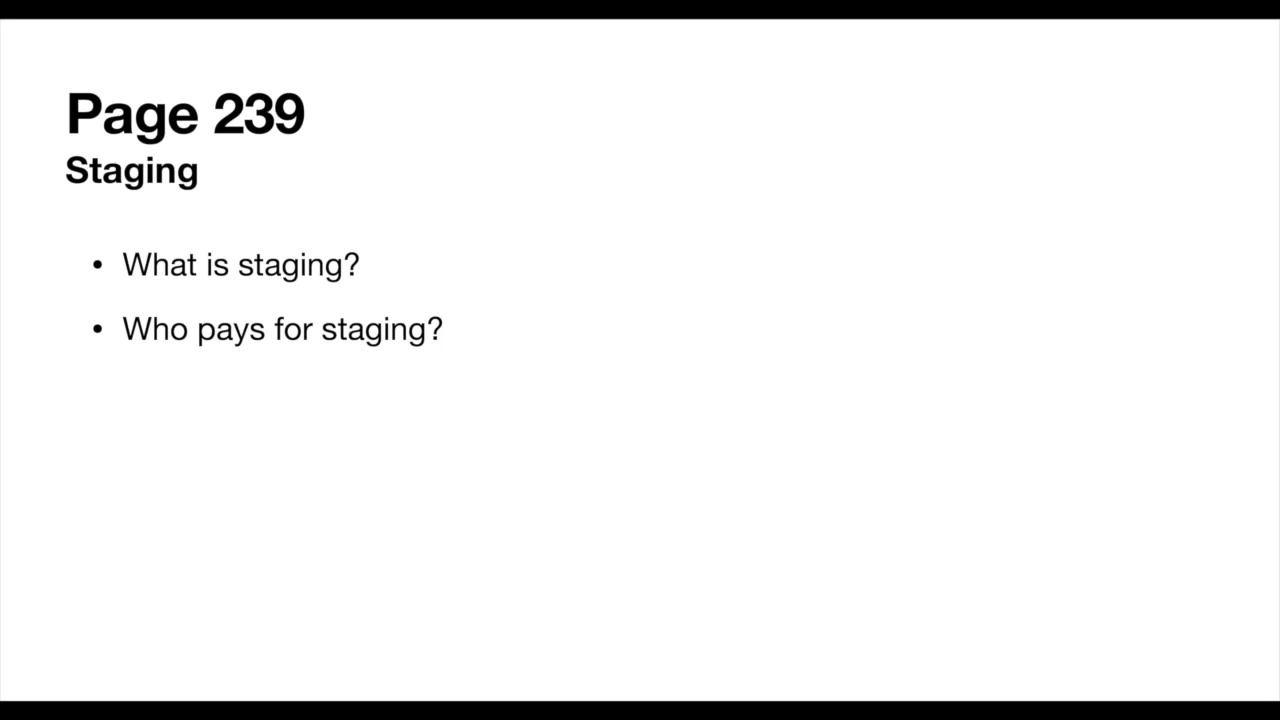 Page 239
Staging
• What is staging?
• Who pays for staging?